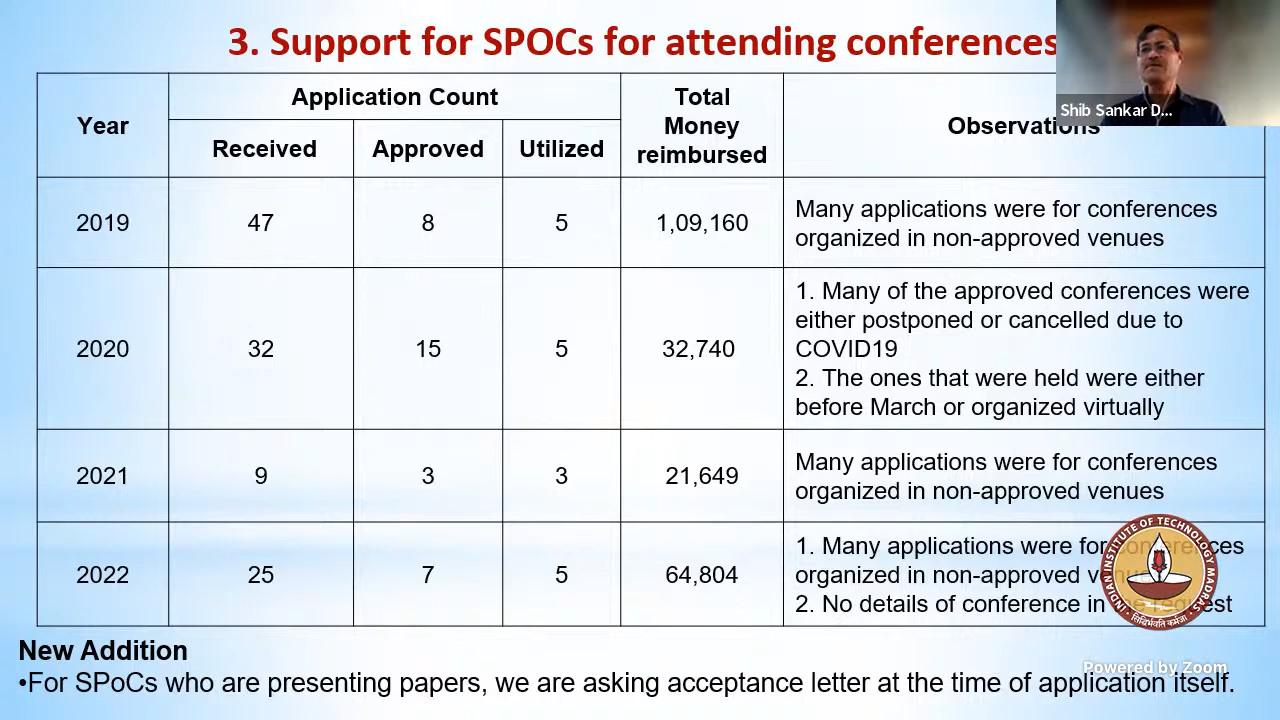 3. Support for SPOCs for attending conferences
Shib Sankar D...
Year
Application Count
Total
Money
reimbursed
Observations
Received
Approved
Utilized
2019
47
8
5
1,09,160
Many applications were for conferences
organized in non-approved venues
2020
32
15
5
32,740
1. Many of the approved conferences were
either postponed or cancelled due to
COVID19
2. The ones that were held were either
before March or organized virtually
2021
9
3
3
21,649
Many applications were for conferences
organized in non-approved venues
2022
25
7
5
64,804
1. Many applications were for conferences
organized in non-approved
2. No details of conference in the request
INDIAN INSTITUTE OF TECHNOLOGY MADRAS
सिद्धिर्भवति कर्मजा
New Addition
Powered by Zoom
•For SPoCs who are presenting papers, we are asking acceptance letter at the time of application itself.